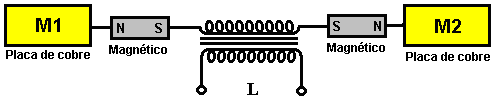 M1
Placa de cobre
N S
Magnético
L
S N
Magnético
M2
Placa de cobre